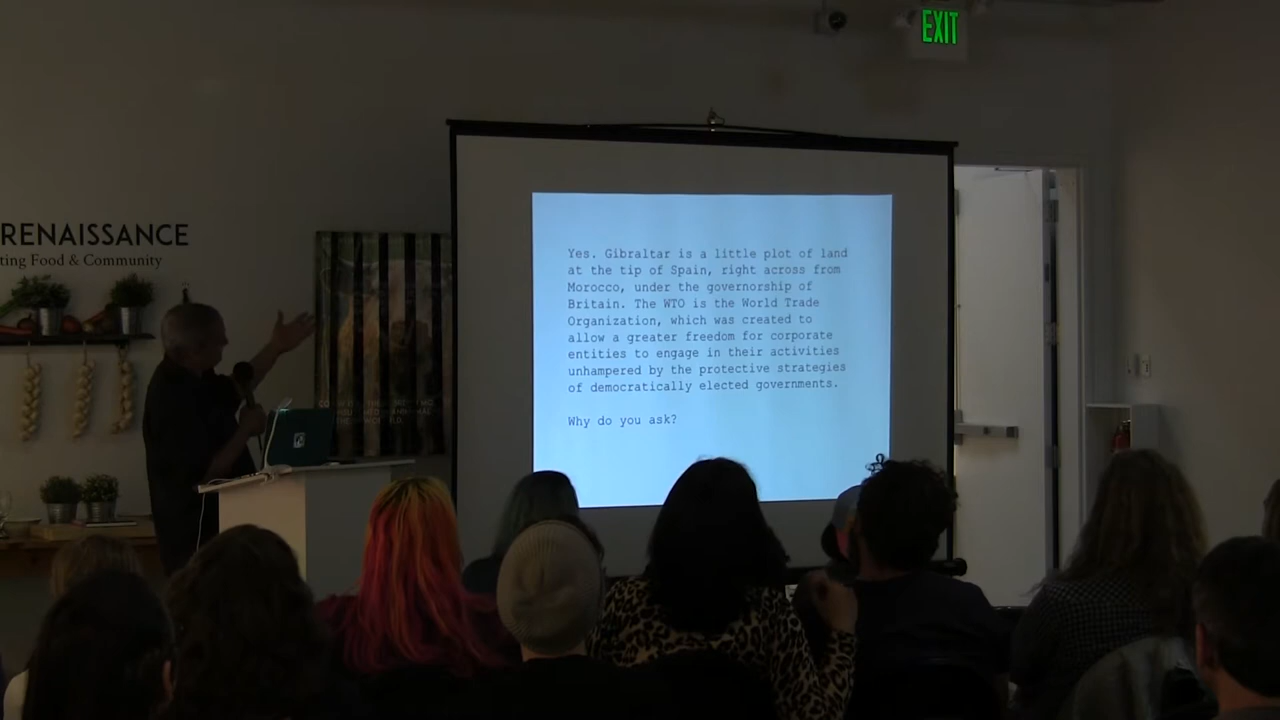 EXIT
RENAISSANCE
ting Food & Community
Yes. Gibraltar is a little plot of land
at the tip of Spain, right across from
Morocco, under the governorship of
Britain. The WTO is the World Trade
Organization, which was created to
allow a greater freedom for corporate
entities to engage in their activities
unhampered by the protective strategies
of democratically elected governments.
Why do you ask?